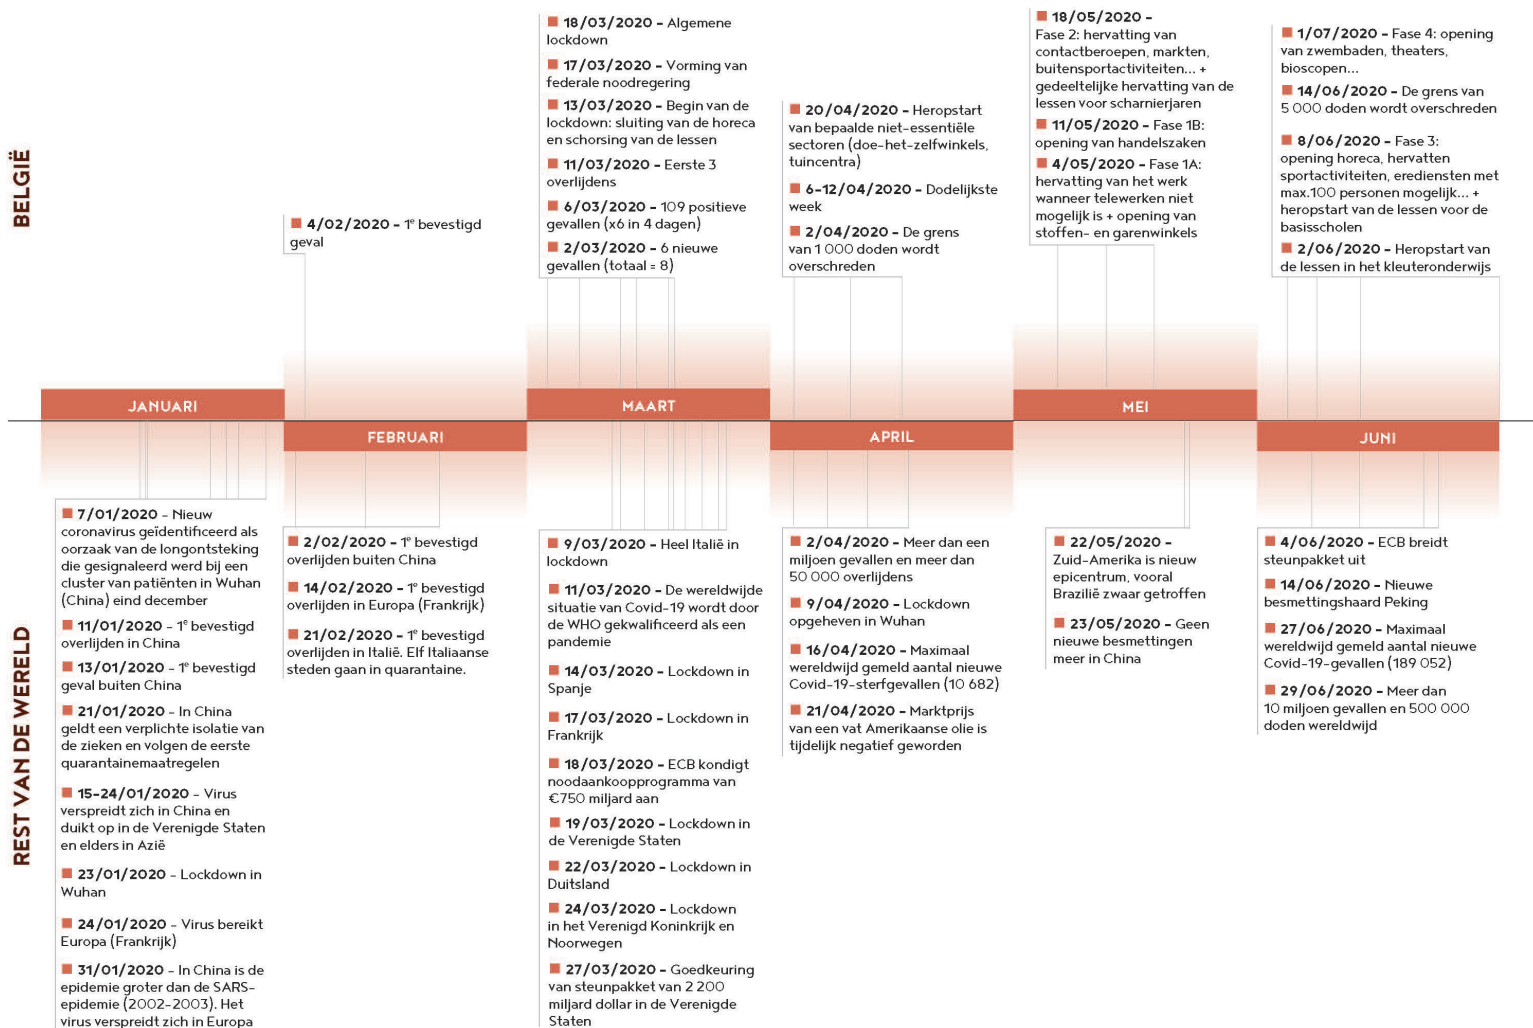 BELGIË
4/02/2020 – 1e bevestigd
geval
18/03/2020 – Algemene
lockdown
17/03/2020 – Vorming van
federale noodregering
13/03/2020 – Begin van de
lockdown: sluiting van de horeca
en schorsing van de lessen
11/03/2020 – Eerste 3
overlijdens
6/03/2020 – 109 positieve
gevallen (x6 in 4 dagen)
2/03/2020 – 6 nieuwe
gevallen (totaal = 8)
20/04/2020 – Heropstart
van bepaalde niet-essentiële
sectoren (doe-het-zelfwinkels,
tuincentra)
6-12/04/2020 – Dodelijkste
week
2/04/2020 – De grens
van 1 000 doden wordt
overschreden
18/05/2020 –
Fase 2: hervatting van
contactberoepen, markten,
buitensportactiviteiten... +
gedeeltelijke hervatting van de
lessen voor scharnierjaren
11/05/2020 – Fase 1B:
opening van handelszaken
4/05/2020 – Fase 1A:
hervatting van het werk
wanneer telewerken niet
mogelijk is + opening van
stoffen- en garenwinkels
1/07/2020 – Fase 4: opening
van zwembaden, theaters,
bioscopen...
14/06/2020 – De grens van
5 000 doden wordt overschreden
8/06/2020 – Fase 3:
opening horeca, hervatten
sportactiviteiten, erediensten met
max.100 personen mogelijk... +
heropstart van de lessen voor de
basisscholen
2/06/2020 – Heropstart van
de lessen in het kleuteronderwijs
JANUARI
FEBRUARI
MAART
APRIL
MEI
JUNI
REST VAN DE WERELD
7/01/2020 – Nieuw
coronavirus geïdentificeerd als
oorzaak van de longontsteking
die gesignaleerd werd bij een
cluster van patiënten in Wuhan
(China) eind december
11/01/2020 – 1e bevestigd
overlijden in China
13/01/2020 – 1e bevestigd
geval buiten China
21/01/2020 – In China
geldt een verplichte isolatie van
de zieken en volgen de eerste
quarantainemaatregelen
15-24/01/2020 – Virus
verspreidt zich in China en
duikt op in de Verenigde Staten
en elders in Azië
23/01/2020 – Lockdown in
Wuhan
24/01/2020 – Virus bereikt
Europa (Frankrijk)
31/01/2020 – In China is de
epidemie groter dan de SARS-
epidemie (2002-2003). Het
virus verspreidt zich in Europa
2/02/2020 – 1e bevestigd
overlijden buiten China
14/02/2020 – 1e bevestigd
overlijden in Europa (Frankrijk)
21/02/2020 – 1e bevestigd
overlijden in Italië. Elf Italiaanse
steden gaan in quarantaine.
9/03/2020 – Heel Italië in
lockdown
11/03/2020 – De wereldwijde
situatie van Covid-19 wordt door
de WHO gekwalificeerd als een
pandemie
14/03/2020 – Lockdown in
Spanje
17/03/2020 – Lockdown in
Frankrijk
18/03/2020 – ECB kondigt
noodaankoopprogramma van
€750 miljard aan
19/03/2020 – Lockdown in
de Verenigde Staten
22/03/2020 – Lockdown in
Duitsland
24/03/2020 – Lockdown
in het Verenigd Koninkrijk en
Noorwegen
27/03/2020 – Goedkeuring
van steunpakket van 2 200
miljard dollar in de Verenigde
Staten
2/04/2020 – Meer dan een
miljoen gevallen en meer dan
50 000 overlijdens
9/04/2020 – Lockdown
opgeheven in Wuhan
16/04/2020 – Maximaal
wereldwijd gemeld aantal nieuwe
Covid-19-sterfgevallen (10 682)
21/04/2020 – Marktprijs
van een vat Amerikaanse olie is
tijdelijk negatief geworden
22/05/2020 –
Zuid-Amerika is nieuw
epicentrum, vooral
Brazilië zwaar getroffen
23/05/2020 – Geen
nieuwe besmettingen
meer in China
4/06/2020 – ECB breidt
steunpakket uit
14/06/2020 – Nieuwe
besmettingshaard Peking
27/06/2020 – Maximaal
wereldwijd gemeld aantal nieuwe
Covid-19-gevallen (189 052)
29/06/2020 – Meer dan
10 miljoen gevallen en 500 000
doden wereldwijd